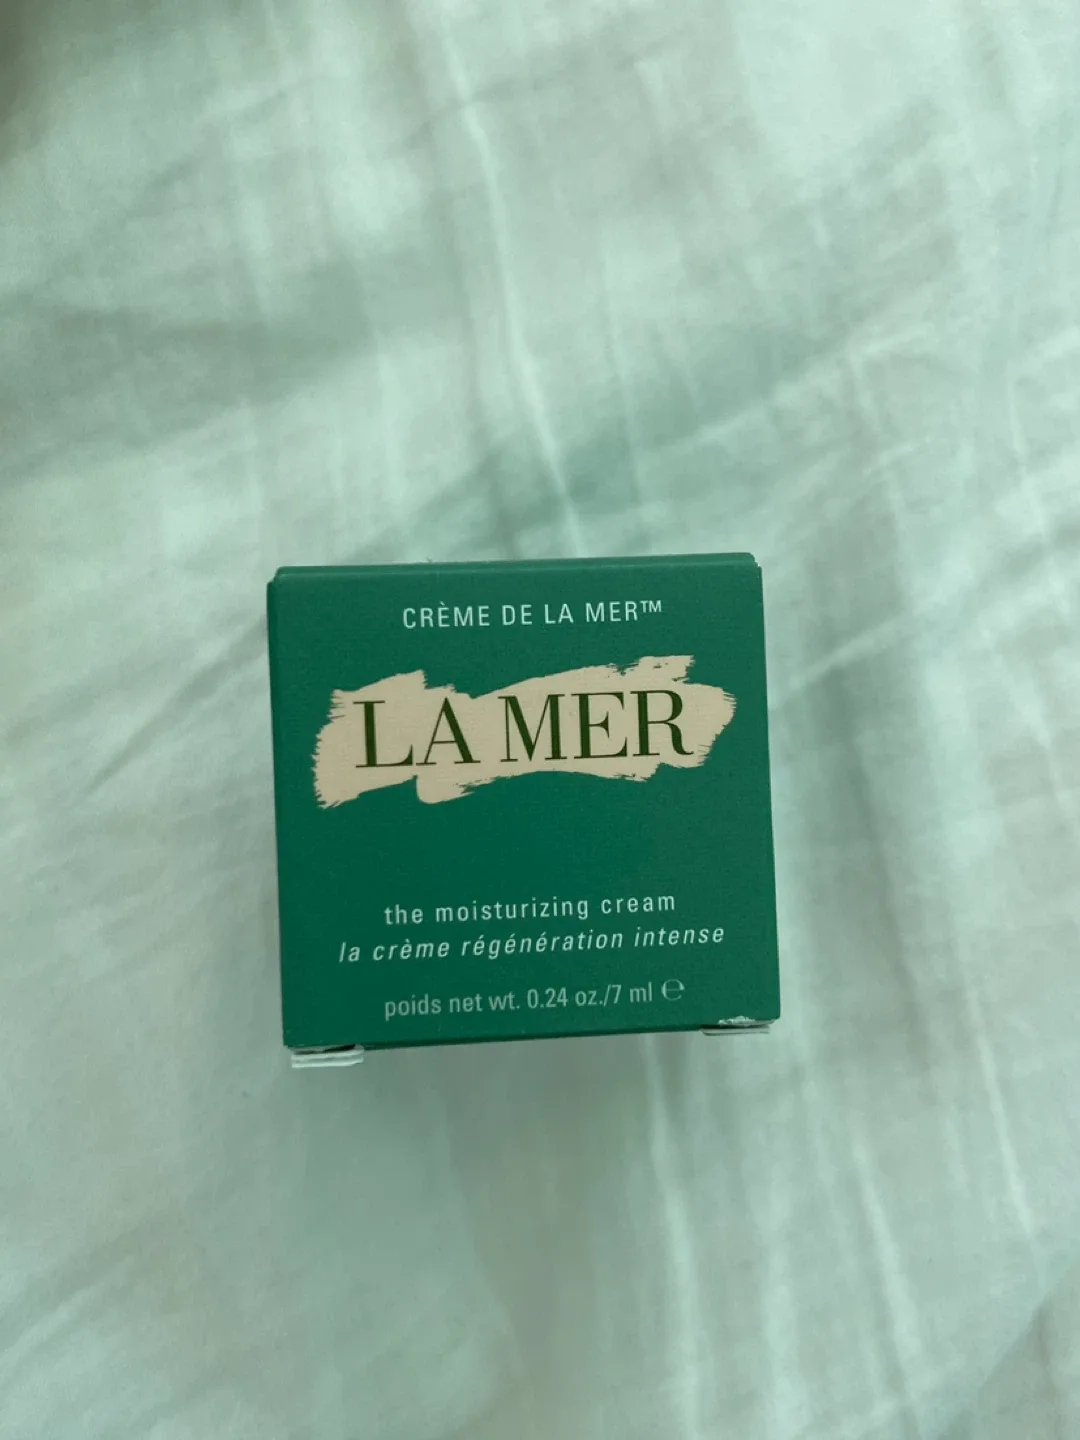 CRÈME DE LA MER™
LA MER
the moisturizing cream
la crème régénération intense
poids net wt. 0.24 oz./7 ml ℮